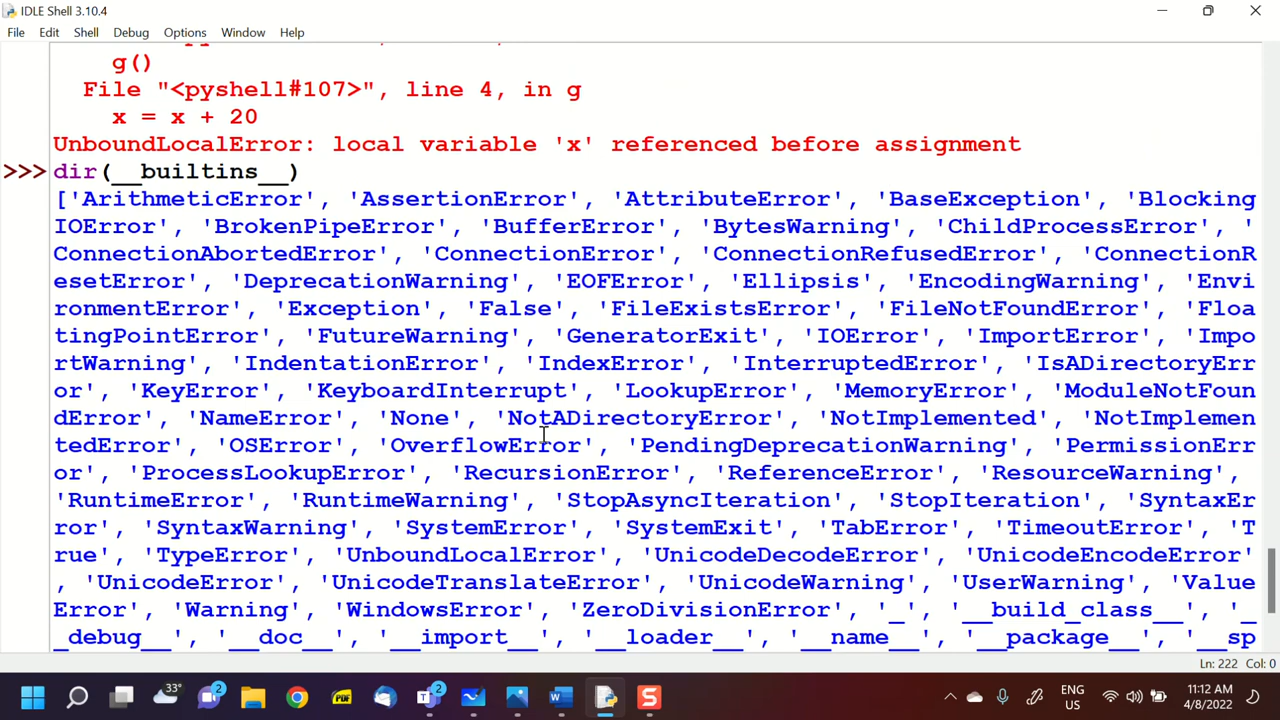 IDLE Shell 3.10.4
File Edit Shell Debug Options Window Help
g()
File "<pyshell#107>", line 4, in g
x = x + 20
UnboundLocalError: local variable 'x' referenced before assignment
>>> dir(__builtins__)
['ArithmeticError', 'AssertionError', 'AttributeError', 'BaseException', 'Blocking
IOError', 'BrokenPipeError', 'BufferError', 'BytesWarning', 'ChildProcessError', '
ConnectionAbortedError', 'ConnectionError', 'ConnectionRefusedError', 'ConnectionR
esetError', 'DeprecationWarning', 'EOFError', 'Ellipsis', 'EncodingWarning', 'Envi
ronmentError', 'Exception', 'False', 'FileExistsError', 'FileNotFoundError', 'Floa
tingPointError', 'FutureWarning', 'GeneratorExit', 'IOError', 'ImportError', 'Impo
rtWarning', 'IndentationError', 'IndexError', 'InterruptedError', 'IsADirectoryErr
or', 'KeyError', 'KeyboardInterrupt', 'LookupError', 'MemoryError', 'ModuleNotFoun
dError', 'NameError', 'None', 'NotADirectoryError', 'NotImplemented', 'NotImplemen
tedError', 'OSError', 'OverflowError', 'PendingDeprecationWarning', 'PermissionErr
or', 'ProcessLookupError', 'RecursionError', 'ReferenceError', 'ResourceWarning',
'RuntimeError', 'RuntimeWarning', 'StopAsyncIteration', 'StopIteration', 'SyntaxEr
ror', 'SyntaxWarning', 'SystemError', 'SystemExit', 'TabError', 'TimeoutError', 'T
rue', 'TypeError', 'UnboundLocalError', 'UnicodeDecodeError', 'UnicodeEncodeError'
, 'UnicodeError', 'UnicodeTranslateError', 'UnicodeWarning', 'UserWarning', 'Value
Error', 'Warning', 'WindowsError', 'ZeroDivisionError', '_', '__build_class__', '_
_debug__', '__doc__', '__import__', '__loader__', '__name__', '__package__', '__sp
Ln: 222 Col: 0
33° 2 PDF 2 W S
ENG
US
11:12 AM
4/8/2022